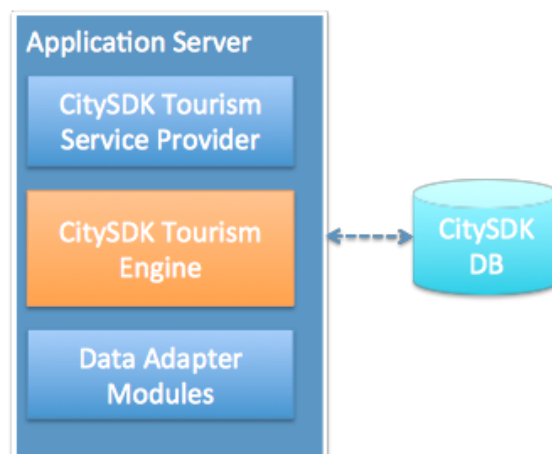 Application Server
CitySDK Tourism
Service Provider
CitySDK Tourism
Engine
Data Adapter
Modules
CitySDK
DB